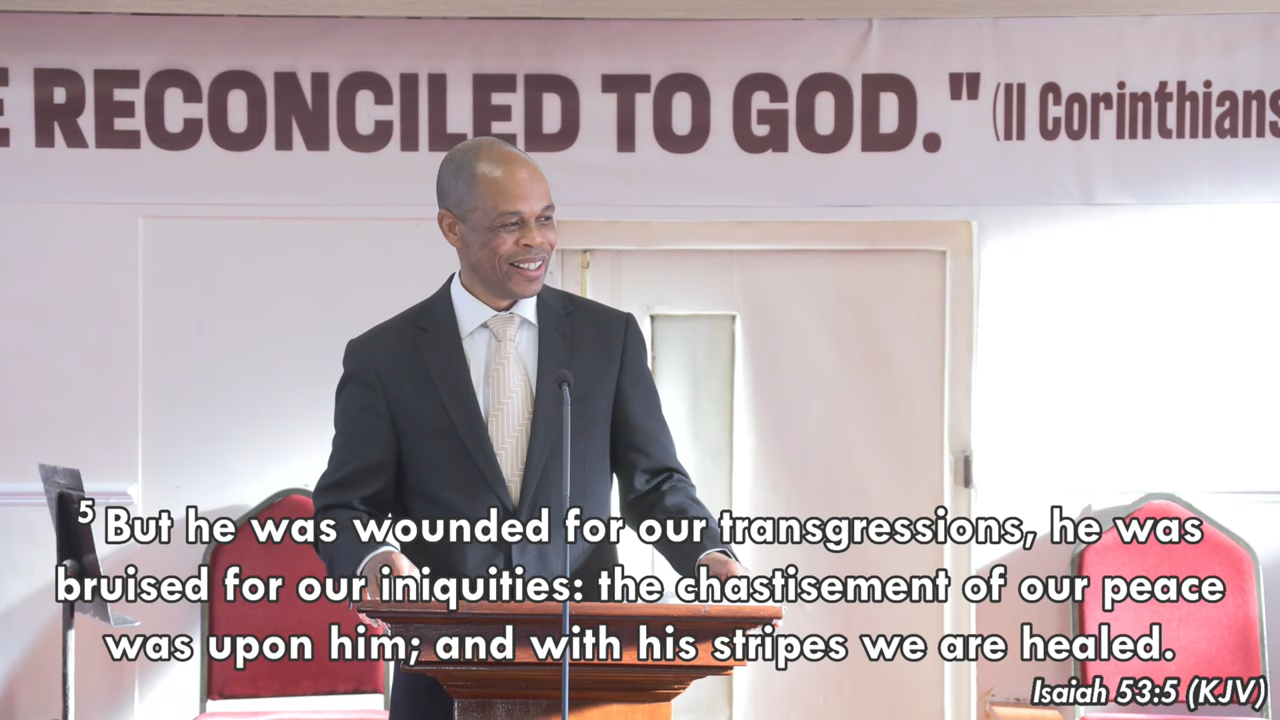 RECONCILED TO GOD." (II Corinthians
5 But he was wounded for our transgressions, he was
bruised for our iniquities: the chastisement of our peace
was upon him; and with his stripes we are healed.
Isaiah 53:5 (KJV)